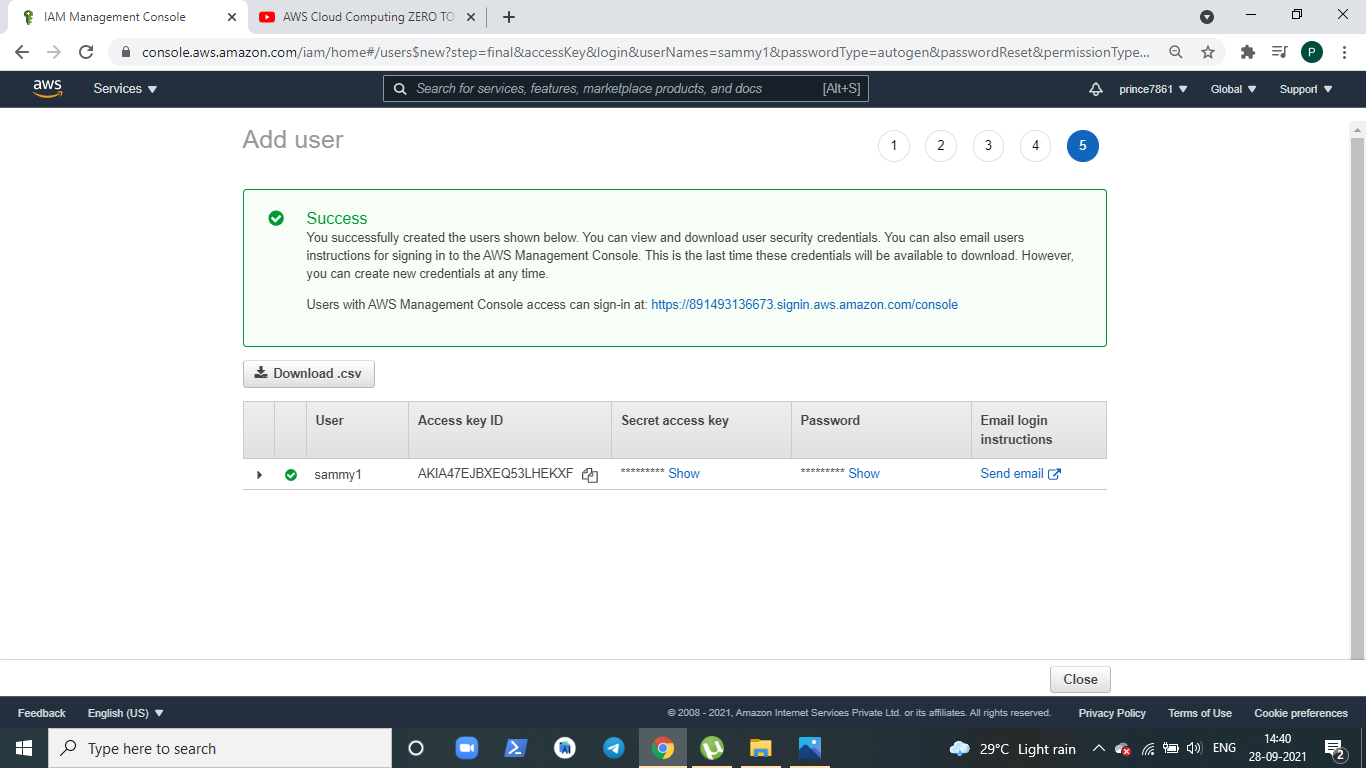 IAM Management Console
AWS Cloud Computing ZERO TO
console.aws.amazon.com/iam/home#/users$new?step=final&accessKey&login&userNames=sammy1&passwordType=autogen&passwordReset&permissionType...
P
aws
Services
Search for services, features, marketplace products, and docs [Alt+S]
prince7861
Global
Support
Add user
1 2 3 4 5
Success
You successfully created the users shown below. You can view and download user security credentials. You can also email users
instructions for signing in to the AWS Management Console. This is the last time these credentials will be available to download. However,
you can create new credentials at any time.
Users with AWS Management Console access can sign-in at: https://891493136673.signin.aws.amazon.com/console
Download .csv
User Access key ID Secret access key Password Email login
instructions
sammy1 AKIA47EJBXEQ53LHEKXF ********* Show ********* Show Send email
Close
Feedback English (US) © 2008 - 2021, Amazon Internet Services Private Ltd. or its affiliates. All rights reserved. Privacy Policy Terms of Use Cookie preferences
Type here to search
29°C Light rain
ENG
14:40
28-09-2021
2